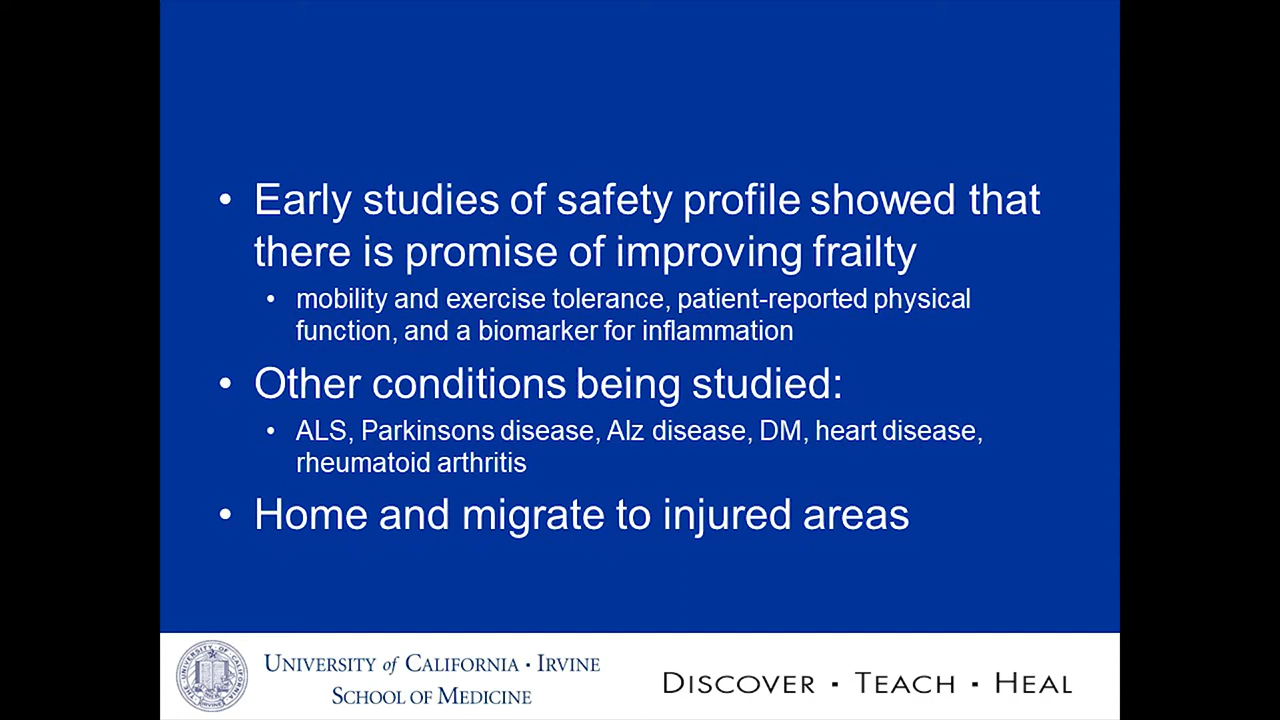 • Early studies of safety profile showed that
there is promise of improving frailty
• mobility and exercise tolerance, patient-reported physical
function, and a biomarker for inflammation
• Other conditions being studied:
• ALS, Parkinsons disease, Alz disease, DM, heart disease,
rheumatoid arthritis
• Home and migrate to injured areas
UNIVERSITY of CALIFORNIA • IRVINE
SCHOOL OF MEDICINE
DISCOVER ▪ TEACH ▪ HEAL